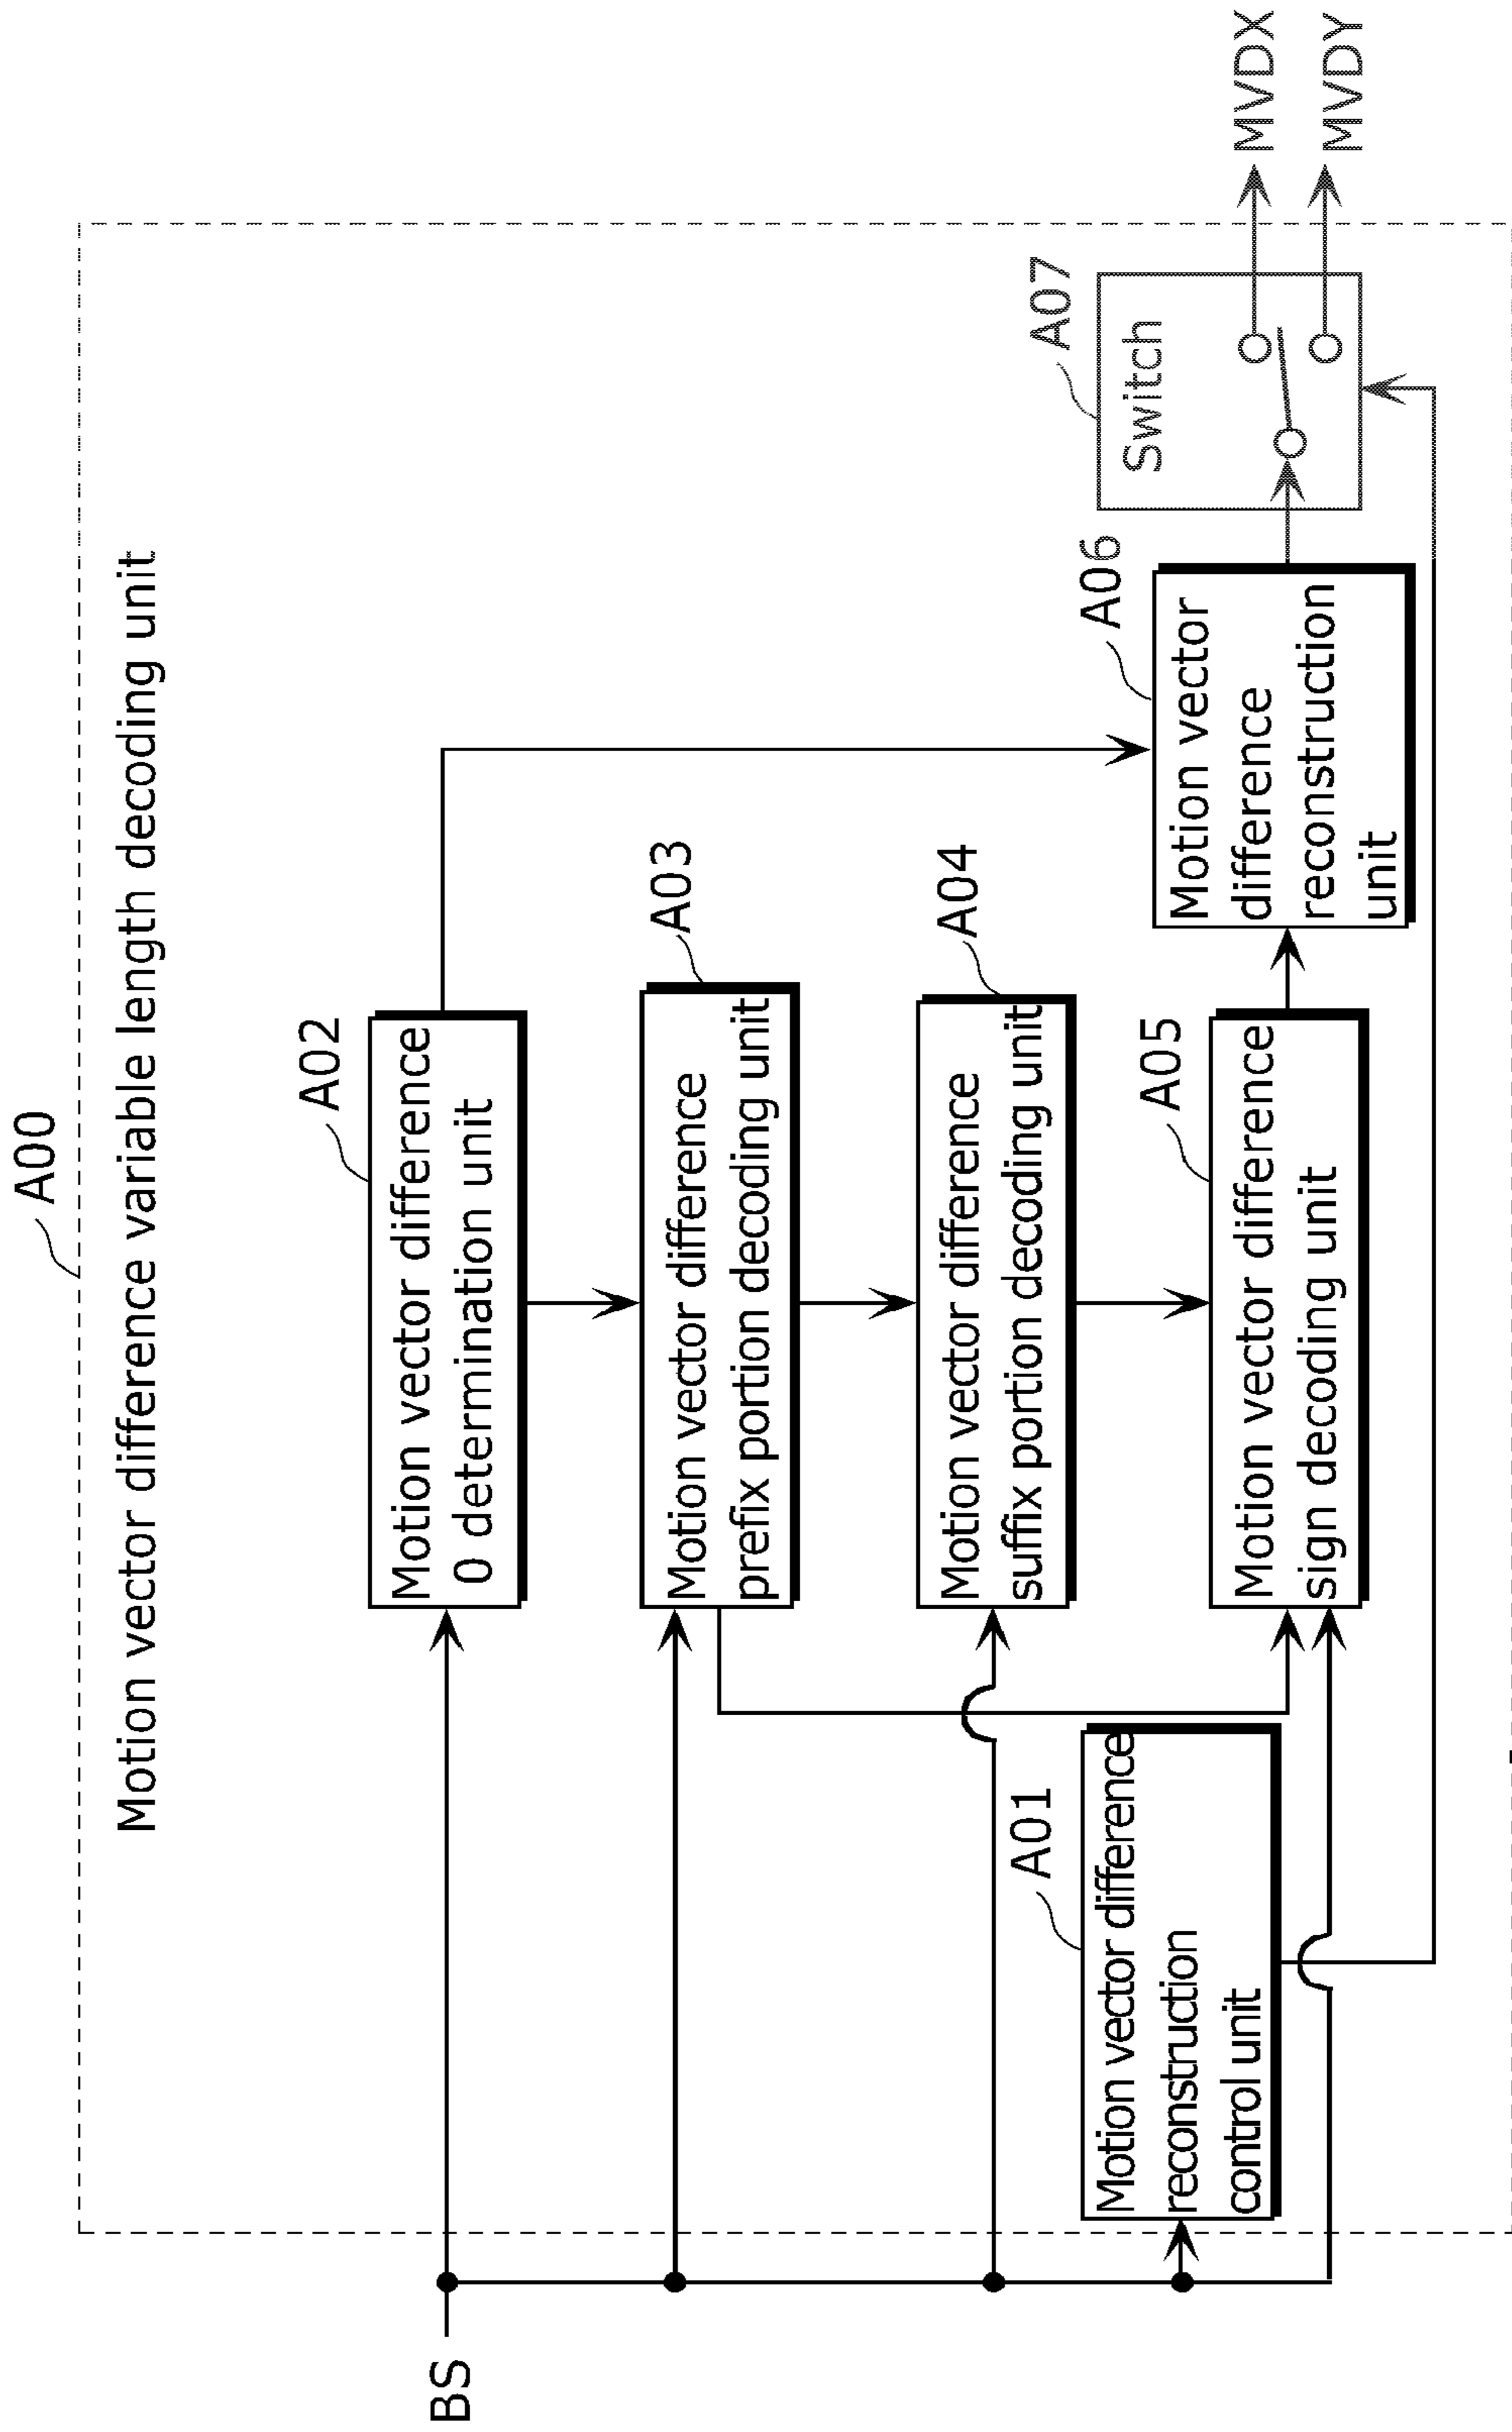 A00
Motion vector difference variable length decoding unit
A02
Motion vector difference
0 determination unit
A03
Motion vector difference
prefix portion decoding unit
A04
Motion vector difference
suffix portion decoding unit
A01
Motion vector difference
reconstruction
control unit
A05
Motion vector difference
sign decoding unit
A06
Motion vector
difference
reconstruction
unit
A07
Switch
BS
MVDX
MVDY